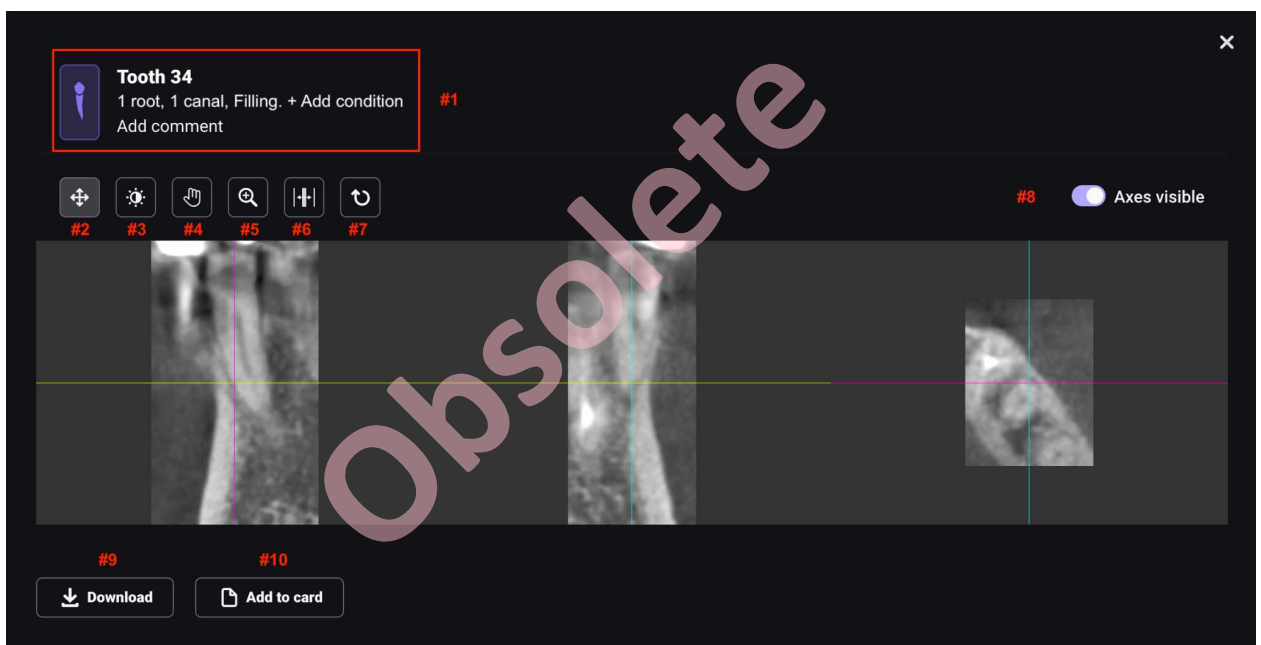 Tooth 34
1 root, 1 canal, Filling. + Add condition
Add comment
#1
#2 #3 #4 #5 #6 #7
#8 Axes visible
Obsolete
#9 #10
Download Add to card